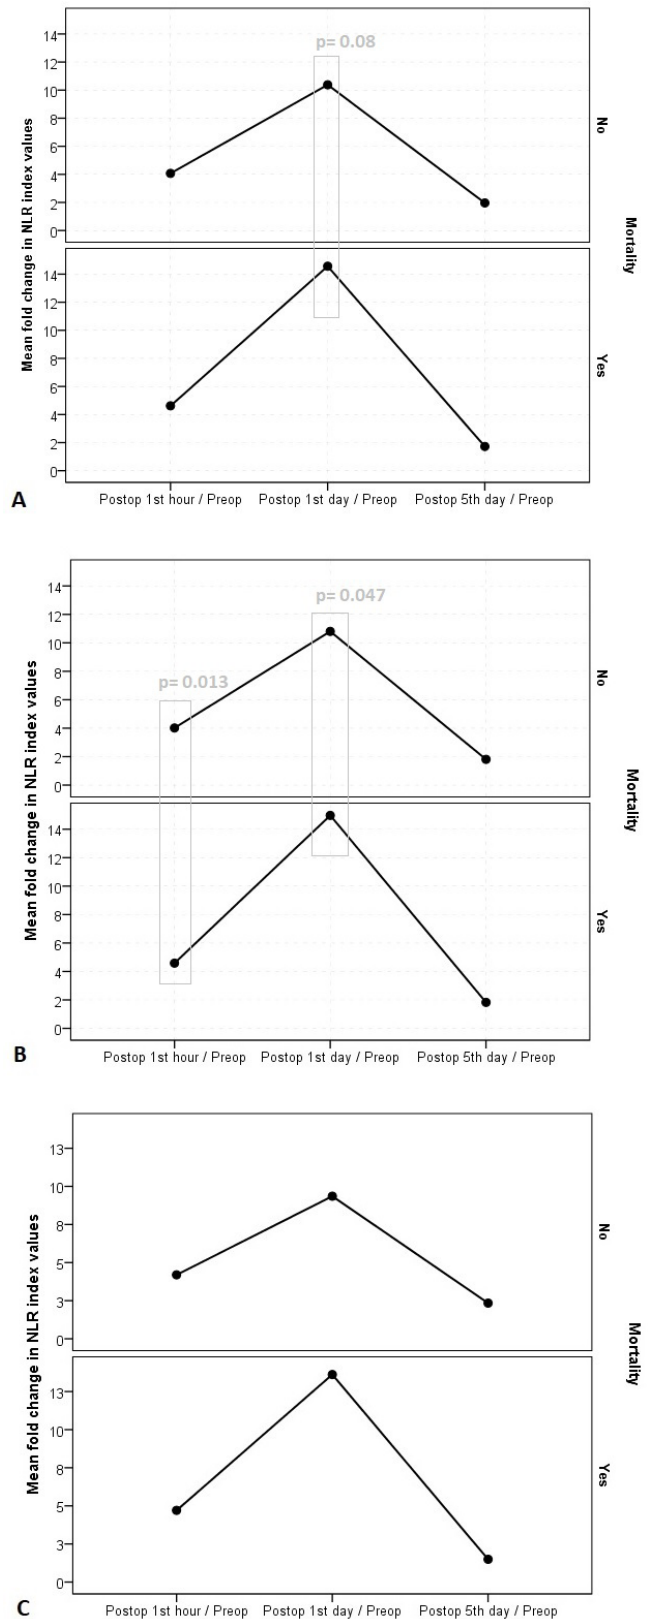 p= 0.08
Mean fold change in NLR index values
14
12
10
8
6
4
2
0
No
14
12
10
8
6
4
2
0
Yes
Mortality
Postop 1st hour / Preop Postop 1st day / Preop Postop 5th day / Preop
A
p= 0.047
p= 0.013
Mean fold change in NLR index values
14
12
10
8
6
4
2
0
No
14
12
10
8
6
4
2
0
Yes
Mortality
Postop 1st hour / Preop Postop 1st day / Preop Postop 5th day / Preop
B
Mean fold change in NLR index values
13
10
8
5
3
0
No
13
10
8
5
3
0
Yes
Mortality
Postop 1st hour / Preop Postop 1st day / Preop Postop 5th day / Preop
C